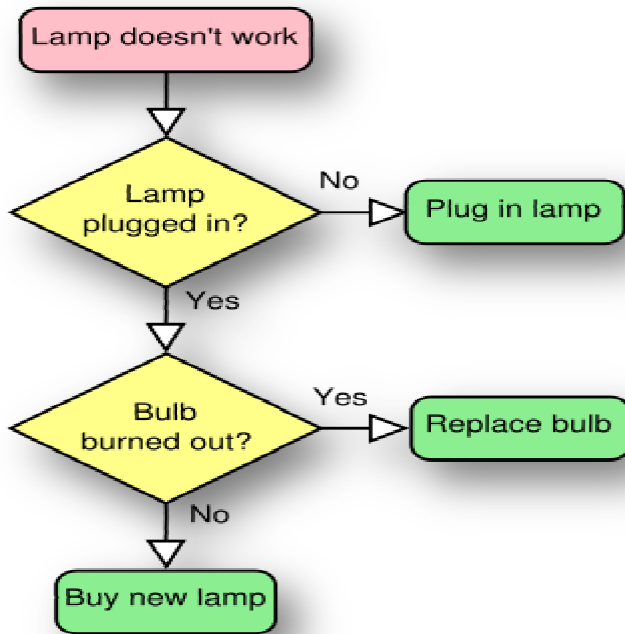 Lamp doesn't work
Lamp
plugged in?
No
Plug in lamp
Yes
Bulb
burned out?
Yes
Replace bulb
No
Buy new lamp